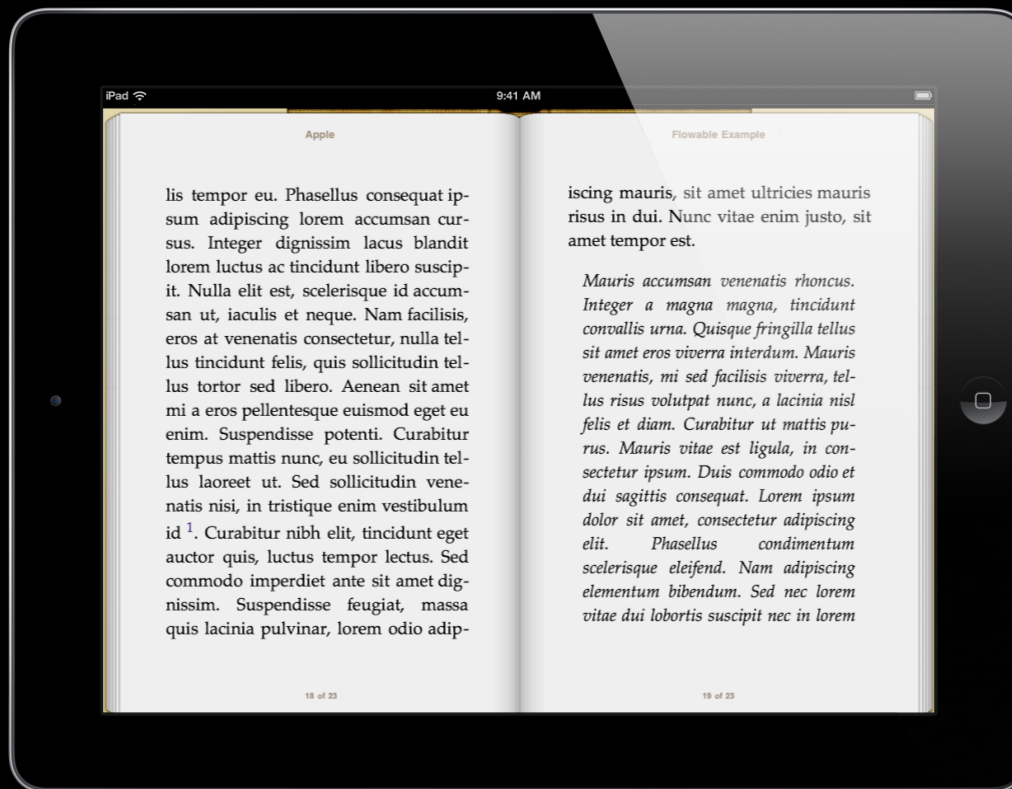 iPad
9:41 AM
Apple
lis tempor eu. Phasellus consequat ip-
sum adipiscing lorem accumsan cur-
sus. Integer dignissim lacus blandit
lorem luctus ac tincidunt libero suscip-
it. Nulla elit est, scelerisque id accum-
san ut, iaculis et neque. Nam facilisis,
eros at venenatis consectetur, nulla tel-
lus tincidunt felis, quis sollicitudin tel-
lus tortor sed libero. Aenean sit amet
mi a eros pellentesque euismod eget eu
enim. Suspendisse potenti. Curabitur
tempus mattis nunc, eu sollicitudin tel-
lus laoreet ut. Sed sollicitudin vene-
natis nisi, in tristique enim vestibulum
id 1. Curabitur nibh elit, tincidunt eget
auctor quis, luctus tempor lectus. Sed
commodo imperdiet ante sit amet dig-
nissim. Suspendisse feugiat, massa
quis lacinia pulvinar, lorem odio adip-
18 of 23
Flowable Example
iscing mauris, sit amet ultricies mauris
risus in dui. Nunc vitae enim justo, sit
amet tempor est.
Mauris accumsan venenatis rhoncus.
Integer a magna magna, tincidunt
convallis urna. Quisque fringilla tellus
sit amet eros viverra interdum. Mauris
venenatis, mi sed facilisis viverra, tel-
lus risus volutpat nunc, a lacinia nisl
felis et diam. Curabitur ut mattis pu-
rus. Mauris vitae est ligula, in con-
sectetur ipsum. Duis commodo odio et
dui sagittis consequat. Lorem ipsum
dolor sit amet, consectetur adipiscing
elit. Phasellus condimentum
scelerisque eleifend. Nam adipiscing
elementum bibendum. Sed nec lorem
vitae dui lobortis suscipit nec in lorem
19 of 23